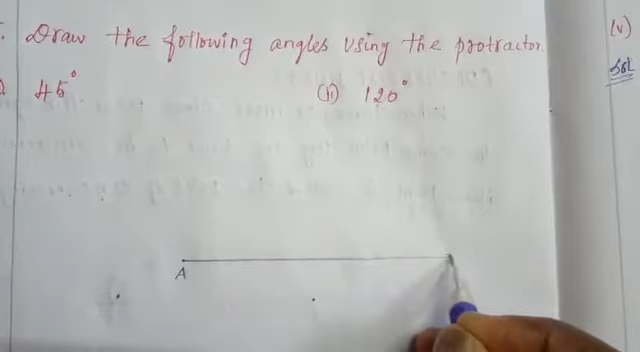 Draw the following angles using the protractor.
45° (ii) 120°
A
(v)
Sol